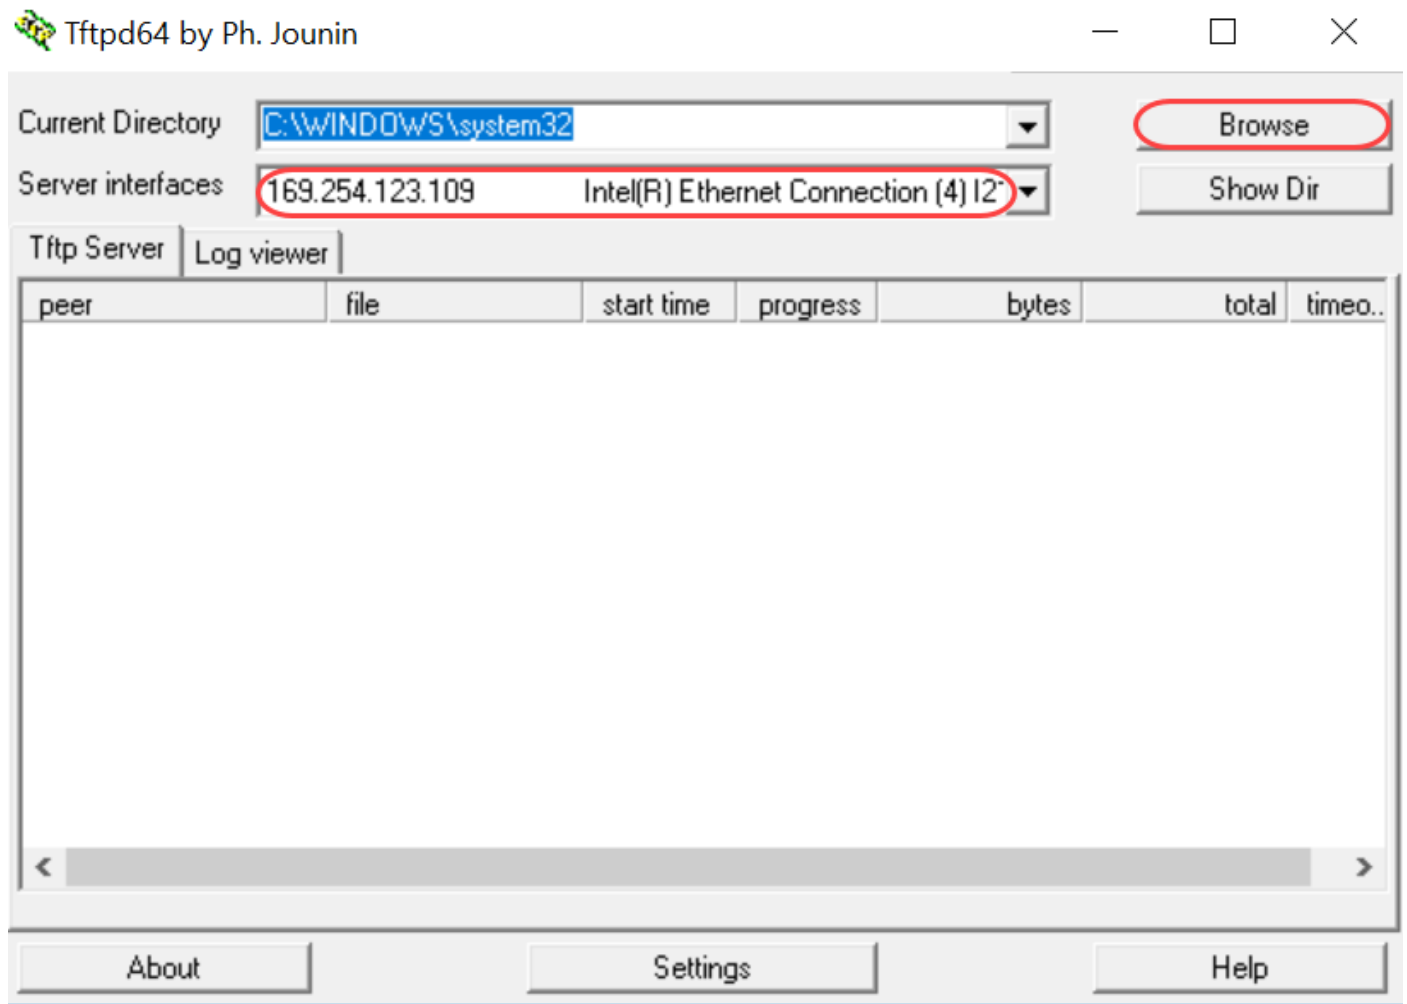 Tftpd64 by Ph. Jounin
Current Directory C:\WINDOWS\system32 Browse
Server interfaces 169.254.123.109 Intel(R) Ethernet Connection (4) I21 Show Dir
Tftp Server Log viewer
peer file start time progress bytes total timeo..
About Settings Help